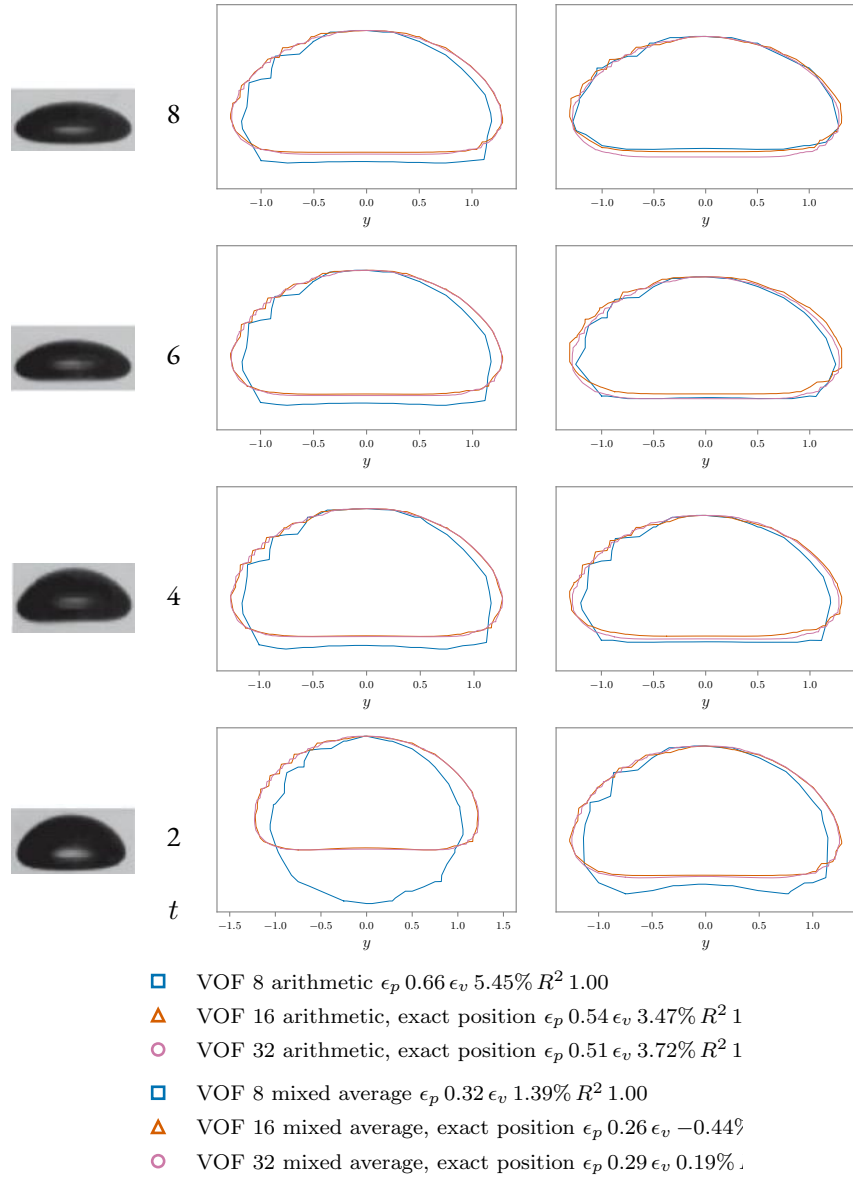 8
−1.0 −0.5 0.0 0.5 1.0
y
−1.0 −0.5 0.0 0.5 1.0
y
6
−1.0 −0.5 0.0 0.5 1.0
y
−1.0 −0.5 0.0 0.5 1.0
y
4
−1.0 −0.5 0.0 0.5 1.0
y
−1.0 −0.5 0.0 0.5 1.0
y
2
t
−1.5 −1.0 −0.5 0.0 0.5 1.0 1.5
y
−1.0 −0.5 0.0 0.5 1.0
y
VOF 8 arithmetic ϵp 0.66 ϵv 5.45% R² 1.00
VOF 16 arithmetic, exact position ϵp 0.54 ϵv 3.47% R² 1
VOF 32 arithmetic, exact position ϵp 0.51 ϵv 3.72% R² 1
VOF 8 mixed average ϵp 0.32 ϵv 1.39% R² 1.00
VOF 16 mixed average, exact position ϵp 0.26 ϵv −0.44%
VOF 32 mixed average, exact position ϵp 0.29 ϵv 0.19%